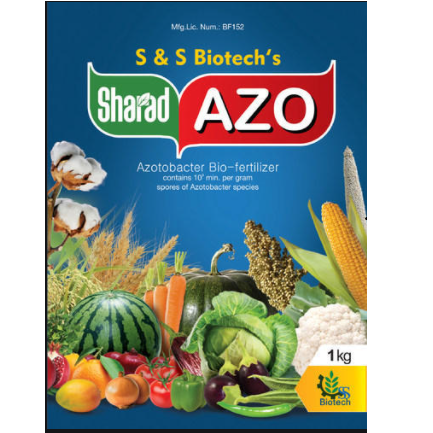 Mfg.Lic. Num.: BF152
S & S Biotech's
Sharad AZO
Azotobacter Bio-fertilizer
contains 10⁷ min. per gram
spores of Azotobacter species
1kg
SS
Biotech